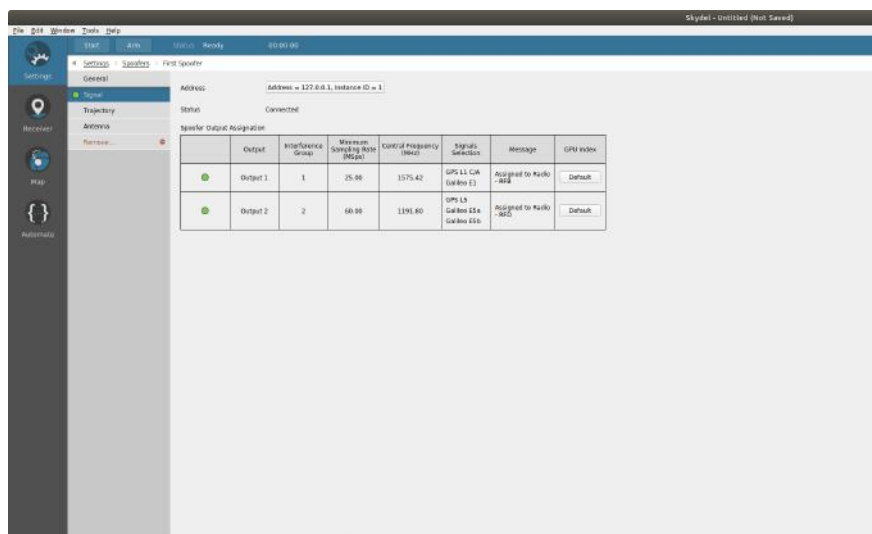 Skydel - Untitled (Not Saved)
File Edit Window Tools Help
Start Arm Status Ready 00:00:00
Settings Spoofers First Spoofer
Settings
Receiver
Map
Automate
General
Signal
Trajectory
Antenna
Remove...
Address Address = 127.0.0.1, Instance ID = 1
Status Connected
Spoofer Output Assignation
Output Interference Group Minimum Sampling Rate (MSps) Central Frequency (MHz) Signals Selection Message GPU Index
Output 1 1 25.00 1575.42 GPS L1 C/A Galileo E1 Assigned to Radio - RFB Default
Output 2 2 60.00 1191.80 GPS L5 Galileo E5a Galileo E5b Assigned to Radio - RFD Default